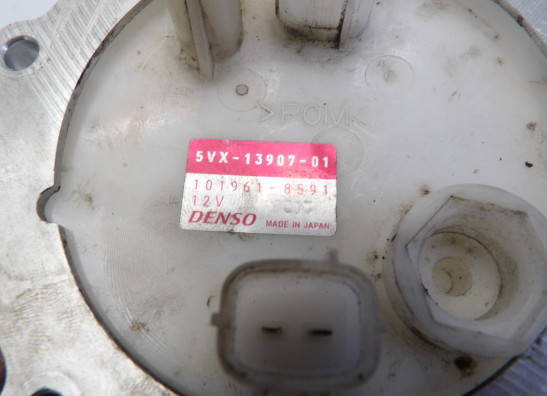 >POM<
5VX-13907-01
101961-8591
12V
DENSO MADE IN JAPAN